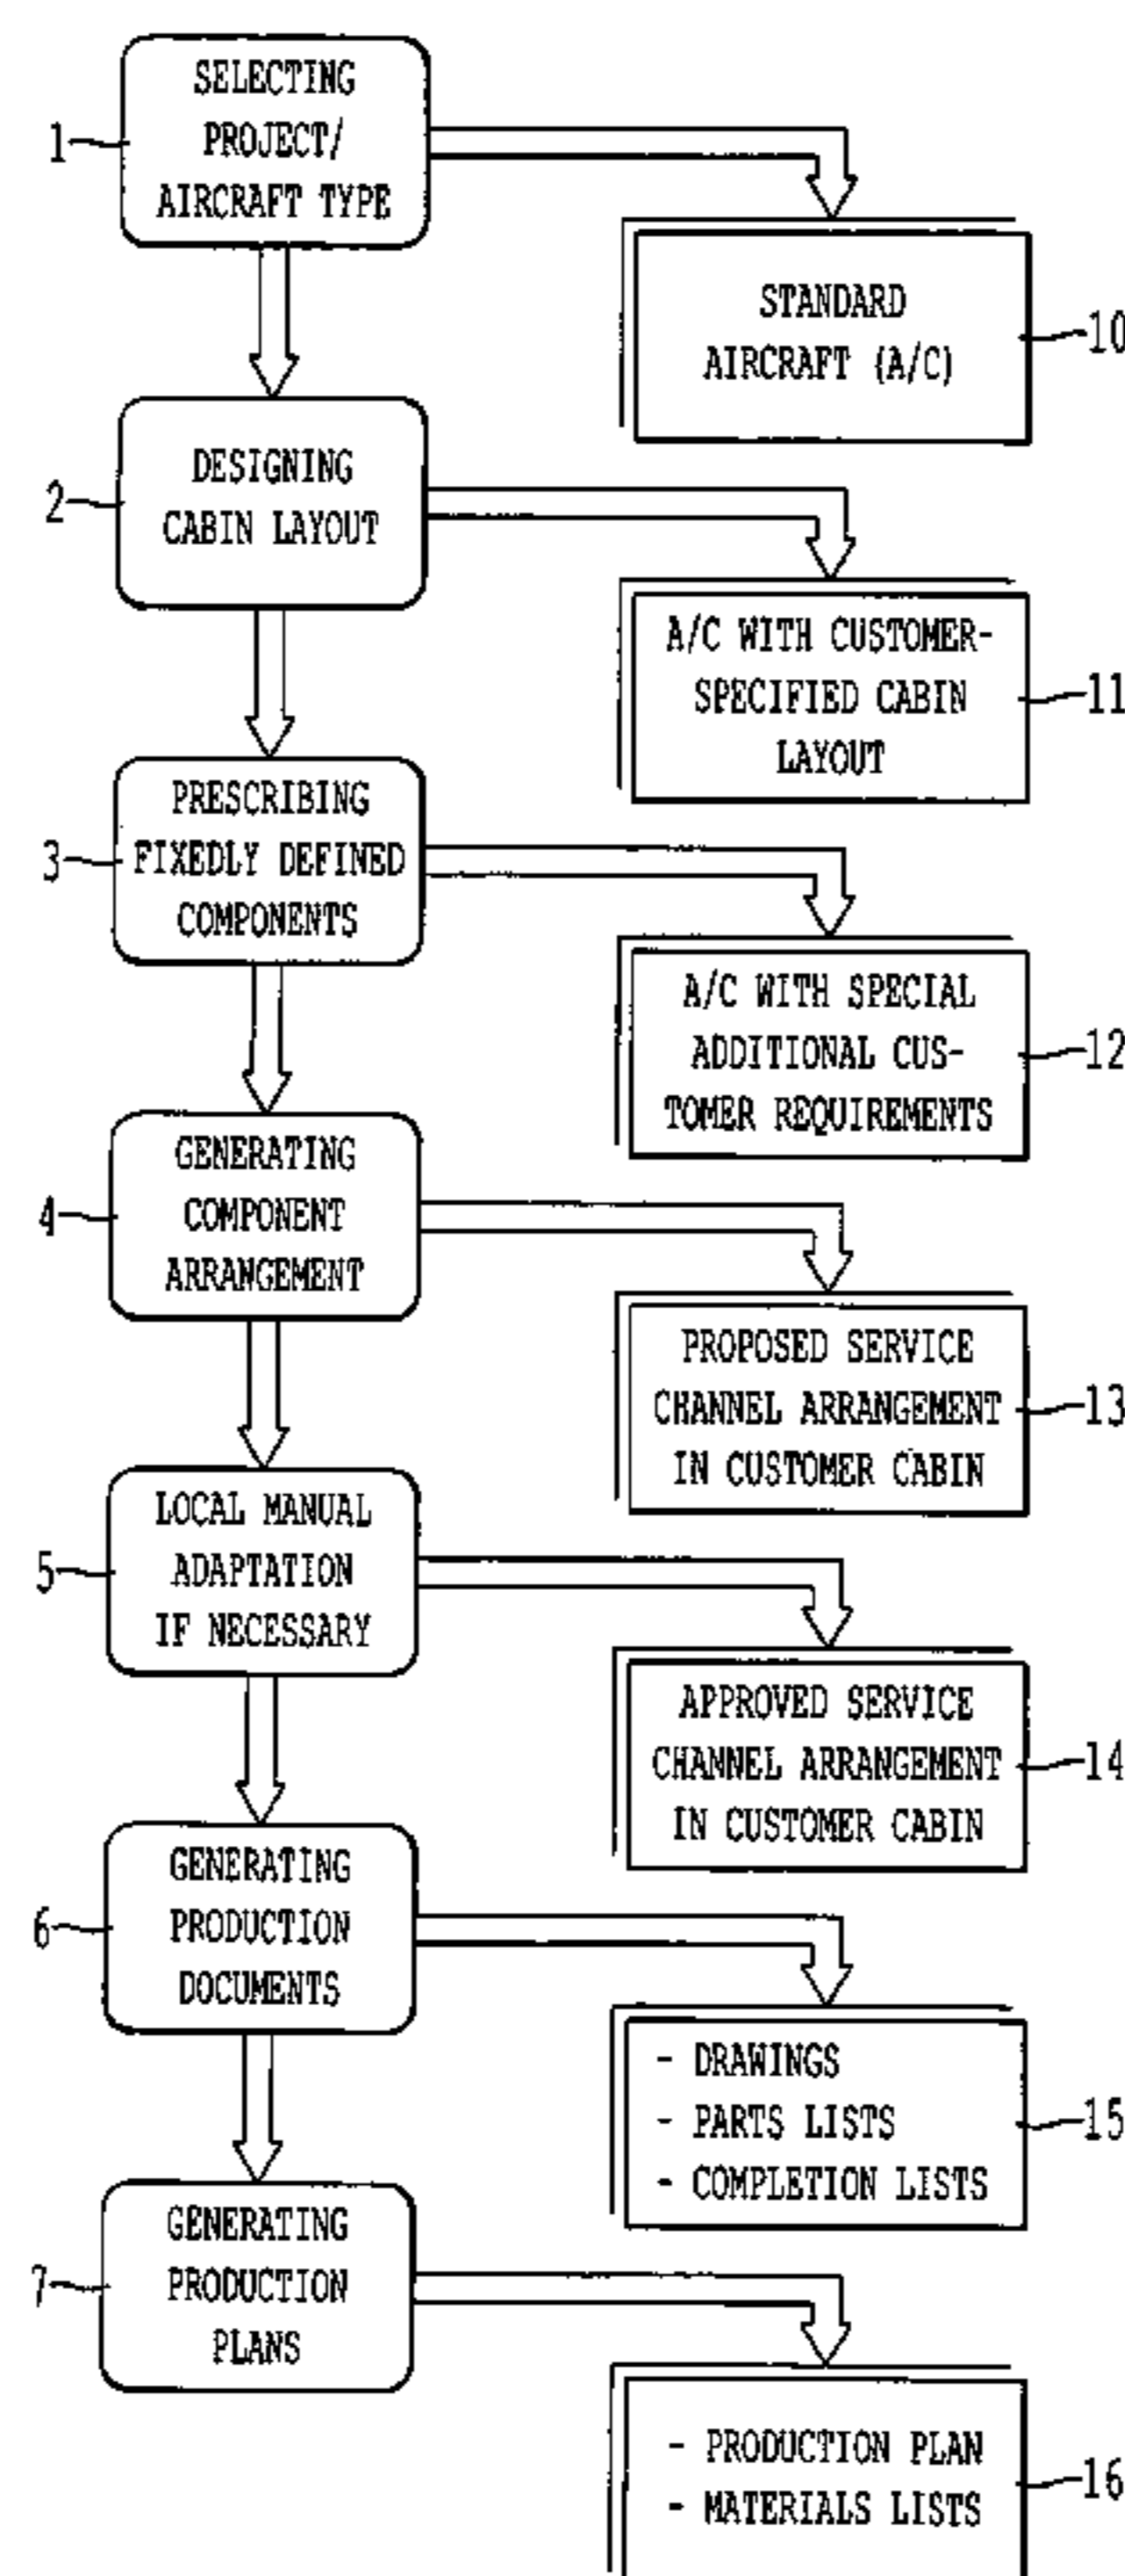 SELECTING
PROJECT/
AIRCRAFT TYPE
1
STANDARD
AIRCRAFT (A/C)
10
DESIGNING
CABIN LAYOUT
2
A/C WITH CUSTOMER-
SPECIFIED CABIN
LAYOUT
11
PRESCRIBING
FIXEDLY DEFINED
COMPONENTS
3
A/C WITH SPECIAL
ADDITIONAL CUS-
TOMER REQUIREMENTS
12
GENERATING
COMPONENT
ARRANGEMENT
4
PROPOSED SERVICE
CHANNEL ARRANGEMENT
IN CUSTOMER CABIN
13
LOCAL MANUAL
ADAPTATION
IF NECESSARY
5
APPROVED SERVICE
CHANNEL ARRANGEMENT
IN CUSTOMER CABIN
14
GENERATING
PRODUCTION
DOCUMENTS
6
- DRAWINGS
- PARTS LISTS
- COMPLETION LISTS
15
GENERATING
PRODUCTION
PLANS
7
- PRODUCTION PLAN
- MATERIALS LISTS
16